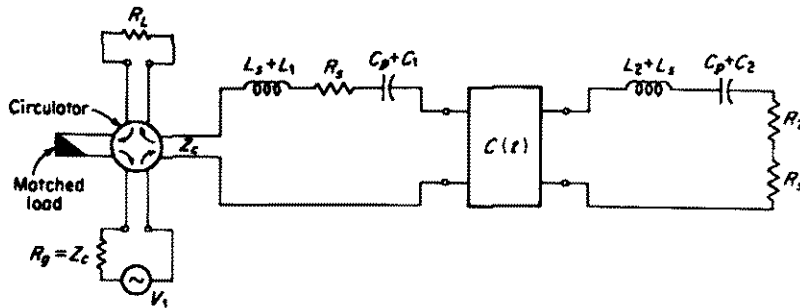 R_L
L_s+L_1
R_s
C_p+C_1
L_2+L_s
C_p+C_2
Circulator
Z_c
C(t)
R_2
Matched
load
R_s
R_g=Z_c
V_1